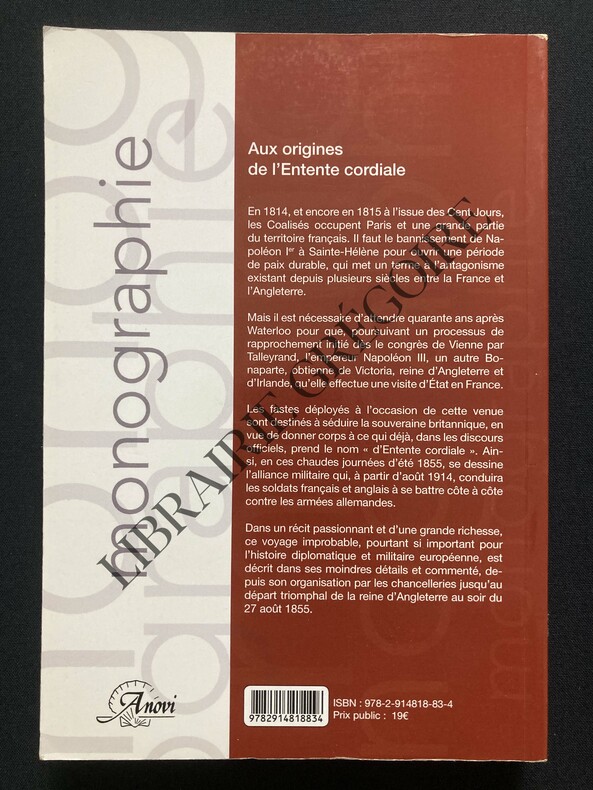 monographie
Aux origines
de l'Entente cordiale
En 1814, et encore en 1815 à l'issue des Cent Jours,
les Coalisés occupent Paris et une grande partie
du territoire français. Il faut le bannissement de Na-
poléon Ier à Sainte-Hélène pour ouvrir une période
de paix durable, qui met un terme à l'antagonisme
existant depuis plusieurs siècles entre la France et
l'Angleterre.
Mais il est nécessaire d'attendre quarante ans après
Waterloo pour que, poursuivant un processus de
rapprochement initié dès le congrès de Vienne par
Talleyrand, l'empereur Napoléon III, un autre Bo-
naparte, obtienne de Victoria, reine d'Angleterre et
d'Irlande, qu'elle effectue une visite d'État en France.
Les fastes déployés à l'occasion de cette venue
sont destinés à séduire la souveraine britannique, en
vue de donner corps à ce qui déjà, dans les discours
officiels, prend le nom « d'Entente cordiale ». Ain-
si, en ces chaudes journées d'été 1855, se dessine
l'alliance militaire qui, à partir d'août 1914, conduira
les soldats français et anglais à se battre côte à côte
contre les armées allemandes.
Dans un récit passionnant et d'une grande richesse,
ce voyage improbable, pourtant si important pour
l'histoire diplomatique et militaire européenne, est
décrit dans ses moindres détails et commenté, de-
puis son organisation par les chancelleries jusqu'au
départ triomphal de la reine d'Angleterre au soir du
27 août 1855.
LIBRAIRIE GRÉGOIRE
Anovi
9782914818834
ISBN : 978-2-914818-83-4
Prix public : 19€